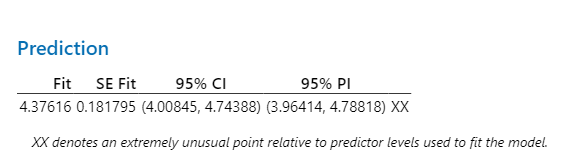 Prediction
Fit SE Fit 95% CI 95% PI
4.37616 0.181795 (4.00845, 4.74388) (3.96414, 4.78818) XX
XX denotes an extremely unusual point relative to predictor levels used to fit the model.